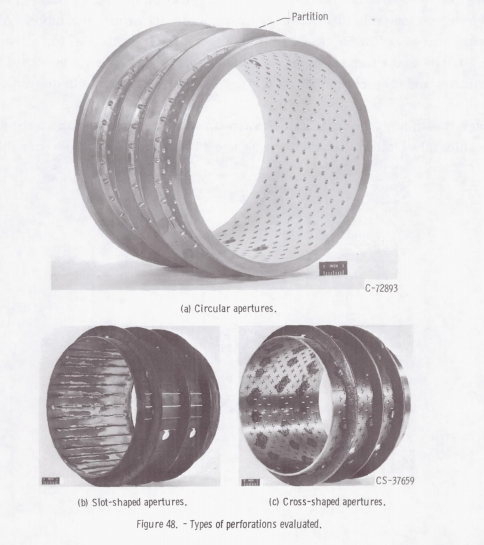 Partition
C-72893
(a) Circular apertures.
CS-37659
(b) Slot-shaped apertures.
(c) Cross-shaped apertures.
Figure 48. - Types of perforations evaluated.